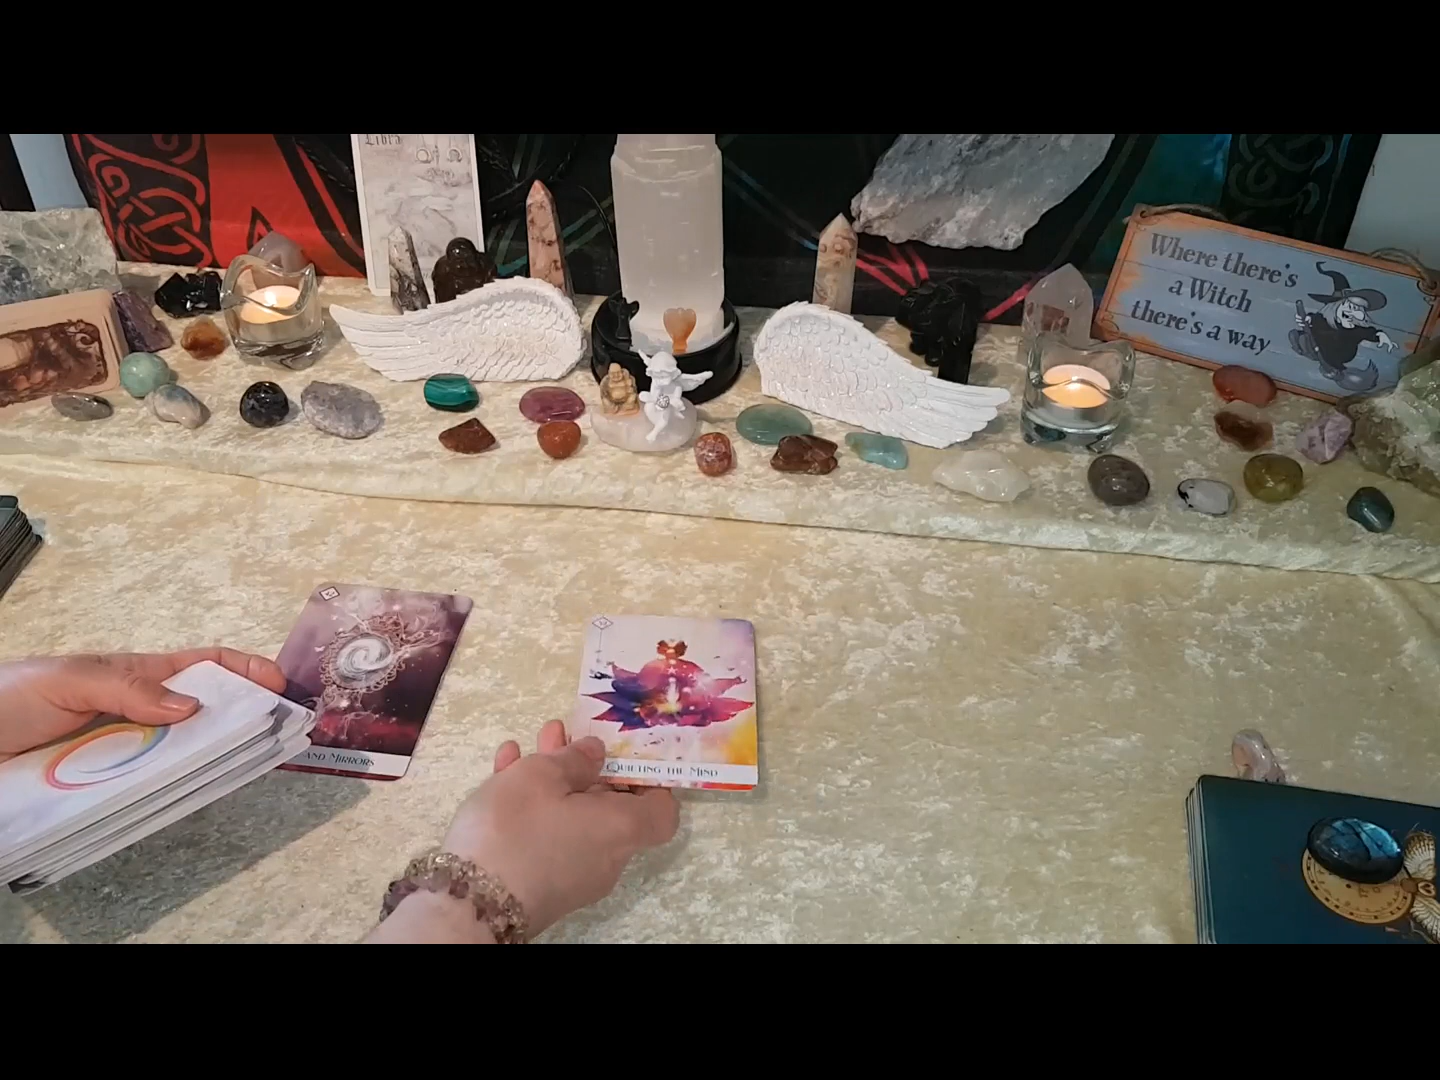 Libra
Where there's
a Witch
there's a way
AND MIRRORS
QUIETING THE MIND